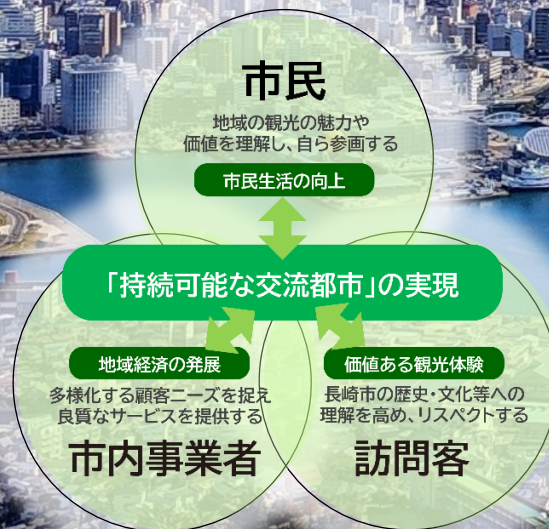 市民
地域の観光の魅力や
価値を理解し、自ら参画する
市民生活の向上
「持続可能な交流都市」の実現
地域経済の発展
多様化する顧客ニーズを捉え
良質なサービスを提供する
市内事業者
価値ある観光体験
長崎市の歴史・文化等への
理解を高め、リスペクトする
訪問客